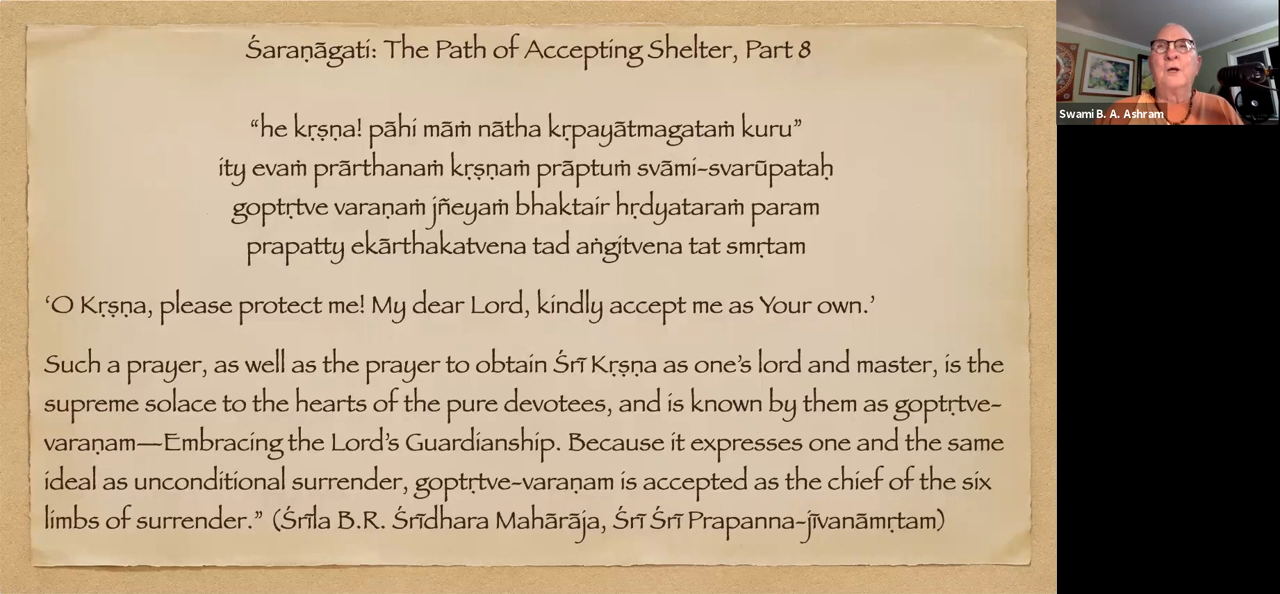 Śaraṇāgati: The Path of Accepting Shelter, Part 8
“he kṛṣṇa! pāhi māṁ nātha kṛpayātmagataṁ kuru”
ity evaṁ prārthanaṁ kṛṣṇaṁ prāptuṁ svāmi-svarūpataḥ
goptṛtve varaṇaṁ jñeyaṁ bhaktair hṛdyataraṁ param
prapatty ekārthakatvena tad aṅgitvena tat smṛtam
‘O Kṛṣṇa, please protect me! My dear Lord, kindly accept me as Your own.’
Such a prayer, as well as the prayer to obtain Śrī Kṛṣṇa as one’s lord and master, is the
supreme solace to the hearts of the pure devotees, and is known by them as goptṛtve-
varaṇam—Embracing the Lord’s Guardianship. Because it expresses one and the same
ideal as unconditional surrender, goptṛtve-varaṇam is accepted as the chief of the six
limbs of surrender.” (Śrīla B.R. Śrīdhara Mahārāja, Śrī Śrī Prapanna-jīvanāmṛtam)
Swami B. A. Ashram